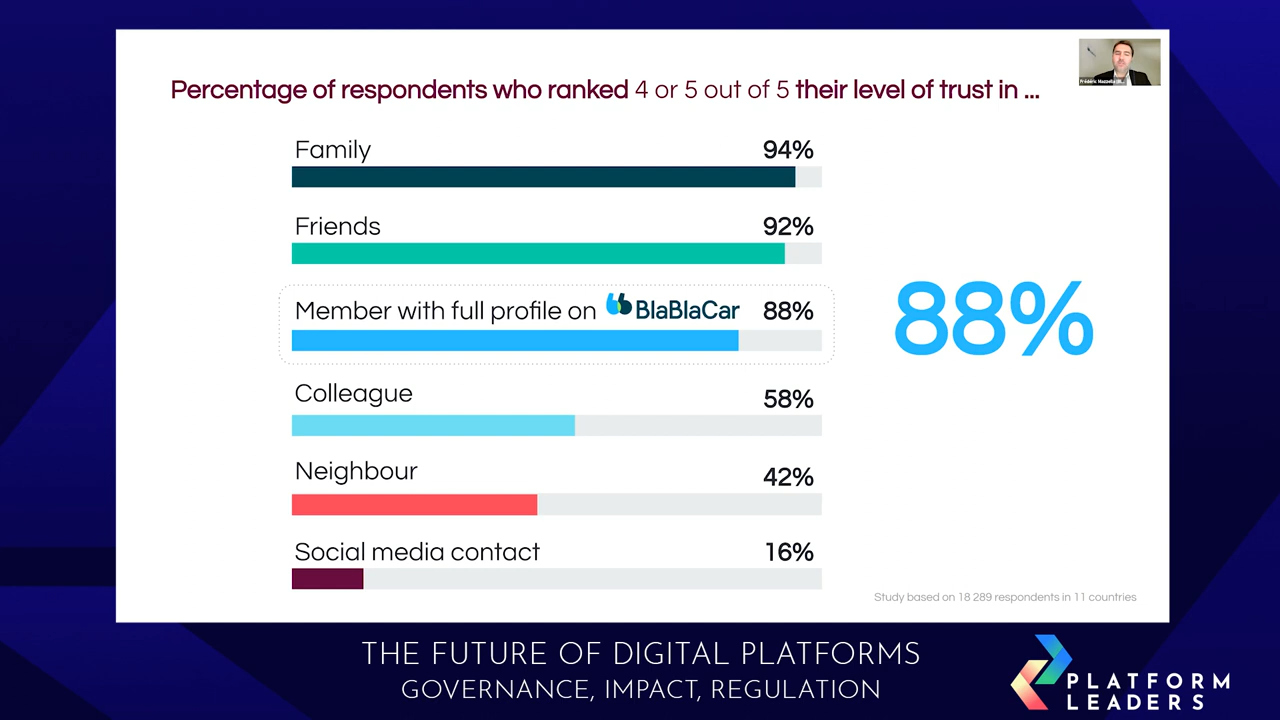 Percentage of respondents who ranked 4 or 5 out of 5 their level of trust in ...
Family 94%
Friends 92%
Member with full profile on BlaBlaCar 88%
88%
Colleague 58%
Neighbour 42%
Social media contact 16%
Study based on 18 289 respondents in 11 countries
THE FUTURE OF DIGITAL PLATFORMS
GOVERNANCE, IMPACT, REGULATION
PLATFORM
LEADERS